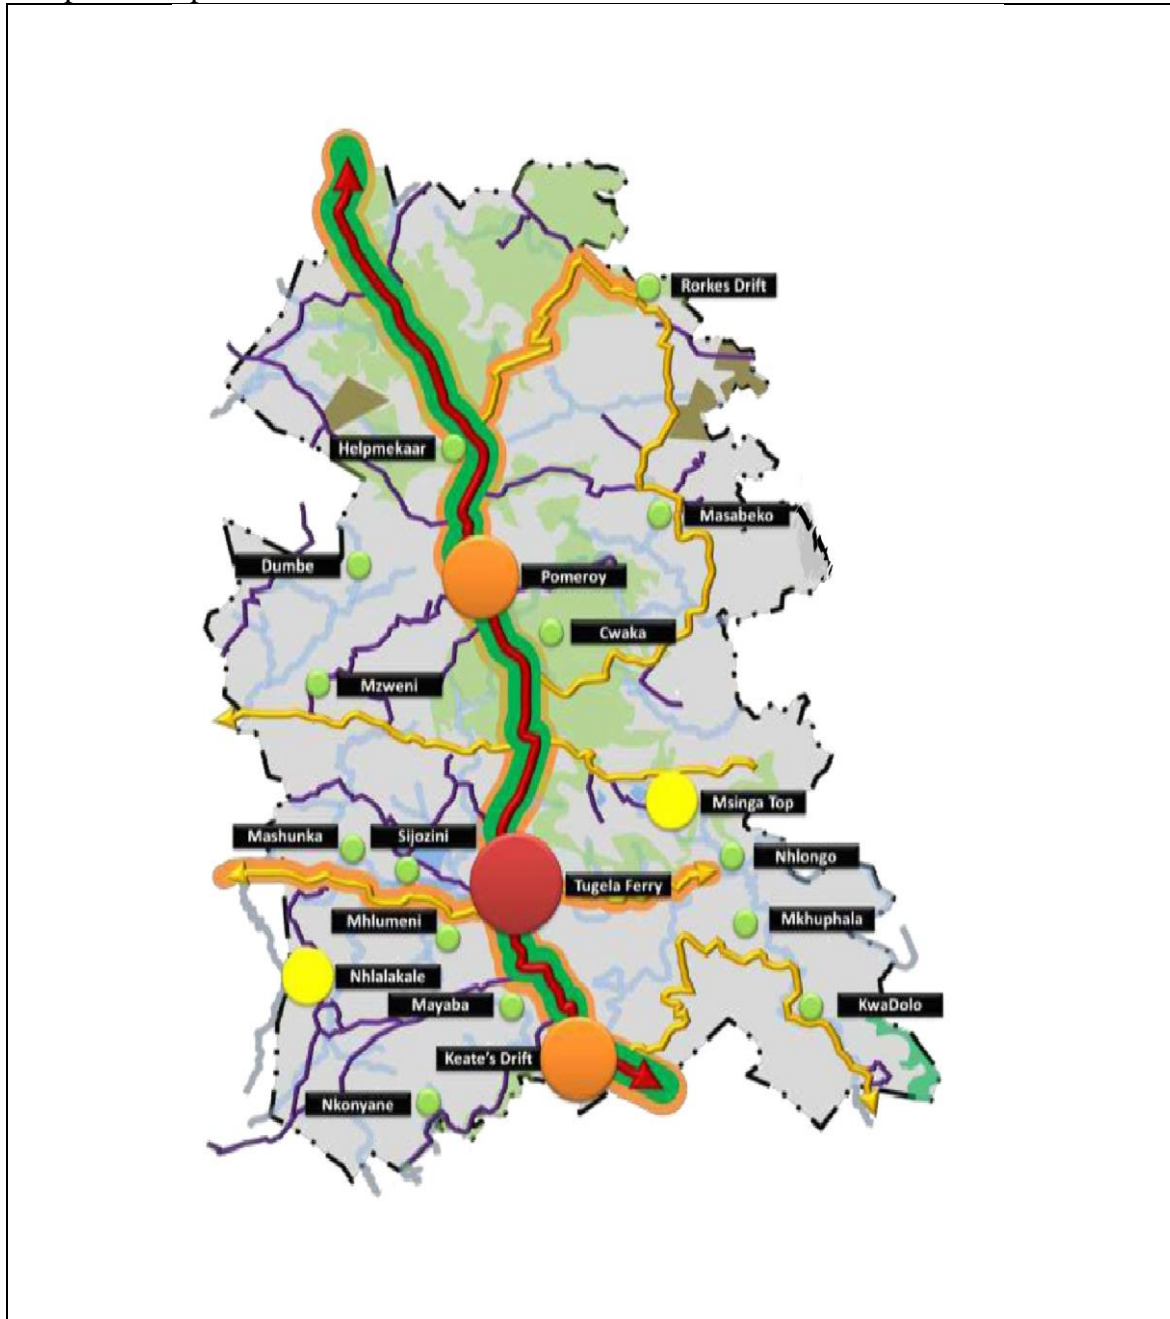 Rorkes Drift
Helpmekaar
Masabeko
Dumbe
Pomeroy
Cwaka
Mzweni
Msinga Top
Mashunka
Sijozini
Nhlongo
Tugela Ferry
Mhlumeni
Mkhuphala
Nhlalakale
Mayaba
KwaDolo
Keate's Drift
Nkonyane